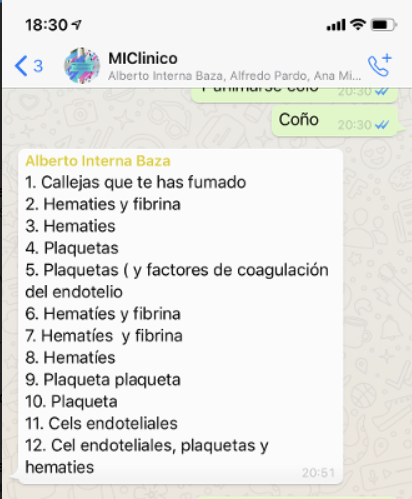 18:30
3
MIClinico
Alberto Interna Baza, Alfredo Pardo, Ana Mi...
20:30
Coño 20:30
Alberto Interna Baza
1. Callejas que te has fumado
2. Hematies y fibrina
3. Hematies
4. Plaquetas
5. Plaquetas ( y factores de coagulación
del endotelio
6. Hematíes y fibrina
7. Hematíes  y fibrina
8. Hematíes
9. Plaqueta plaqueta
10. Plaqueta
11. Cels endoteliales
12. Cel endoteliales, plaquetas y
hematies
20:51